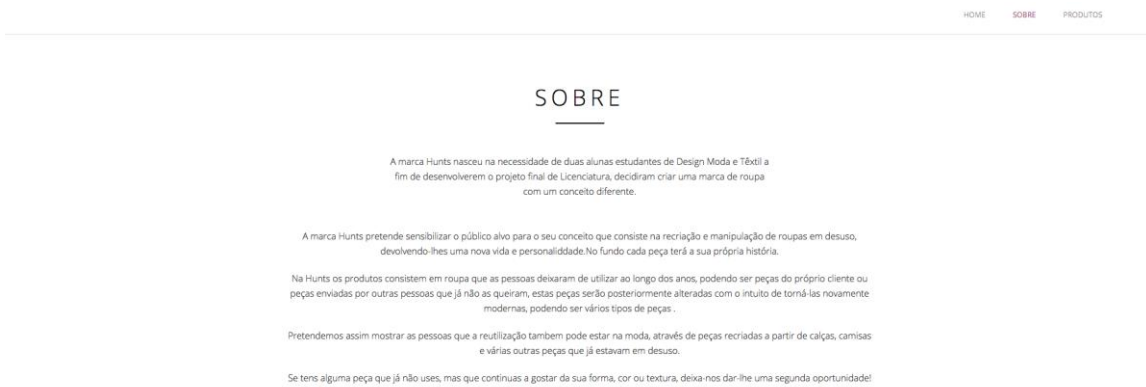 HOME SOBRE PRODUTOS
SOBRE
A marca Hunts nasceu na necessidade de duas alunas estudantes de Design Moda e Têxtil a
fim de desenvolverem o projeto final de Licenciatura, decidiram criar uma marca de roupa
com um conceito diferente.
A marca Hunts pretende sensibilizar o público alvo para o seu conceito que consiste na recriação e manipulação de roupas em desuso,
devolvendo-lhes uma nova vida e personaliddade.No fundo cada peça terá a sua própria história.
Na Hunts os produtos consistem em roupa que as pessoas deixaram de utilizar ao longo dos anos, podendo ser peças do próprio cliente ou
peças enviadas por outras pessoas que já não as queiram, estas peças serão posteriormente alteradas com o intuito de torná-las novamente
modernas, podendo ser vários tipos de peças .
Pretendemos assim mostrar as pessoas que a reutilização tambem pode estar na moda, através de peças recriadas a partir de calças, camisas
e várias outras peças que já estavam em desuso.
Se tens alguma peça que já não uses, mas que continuas a gostar da sua forma, cor ou textura, deixa-nos dar-lhe uma segunda oportunidade!